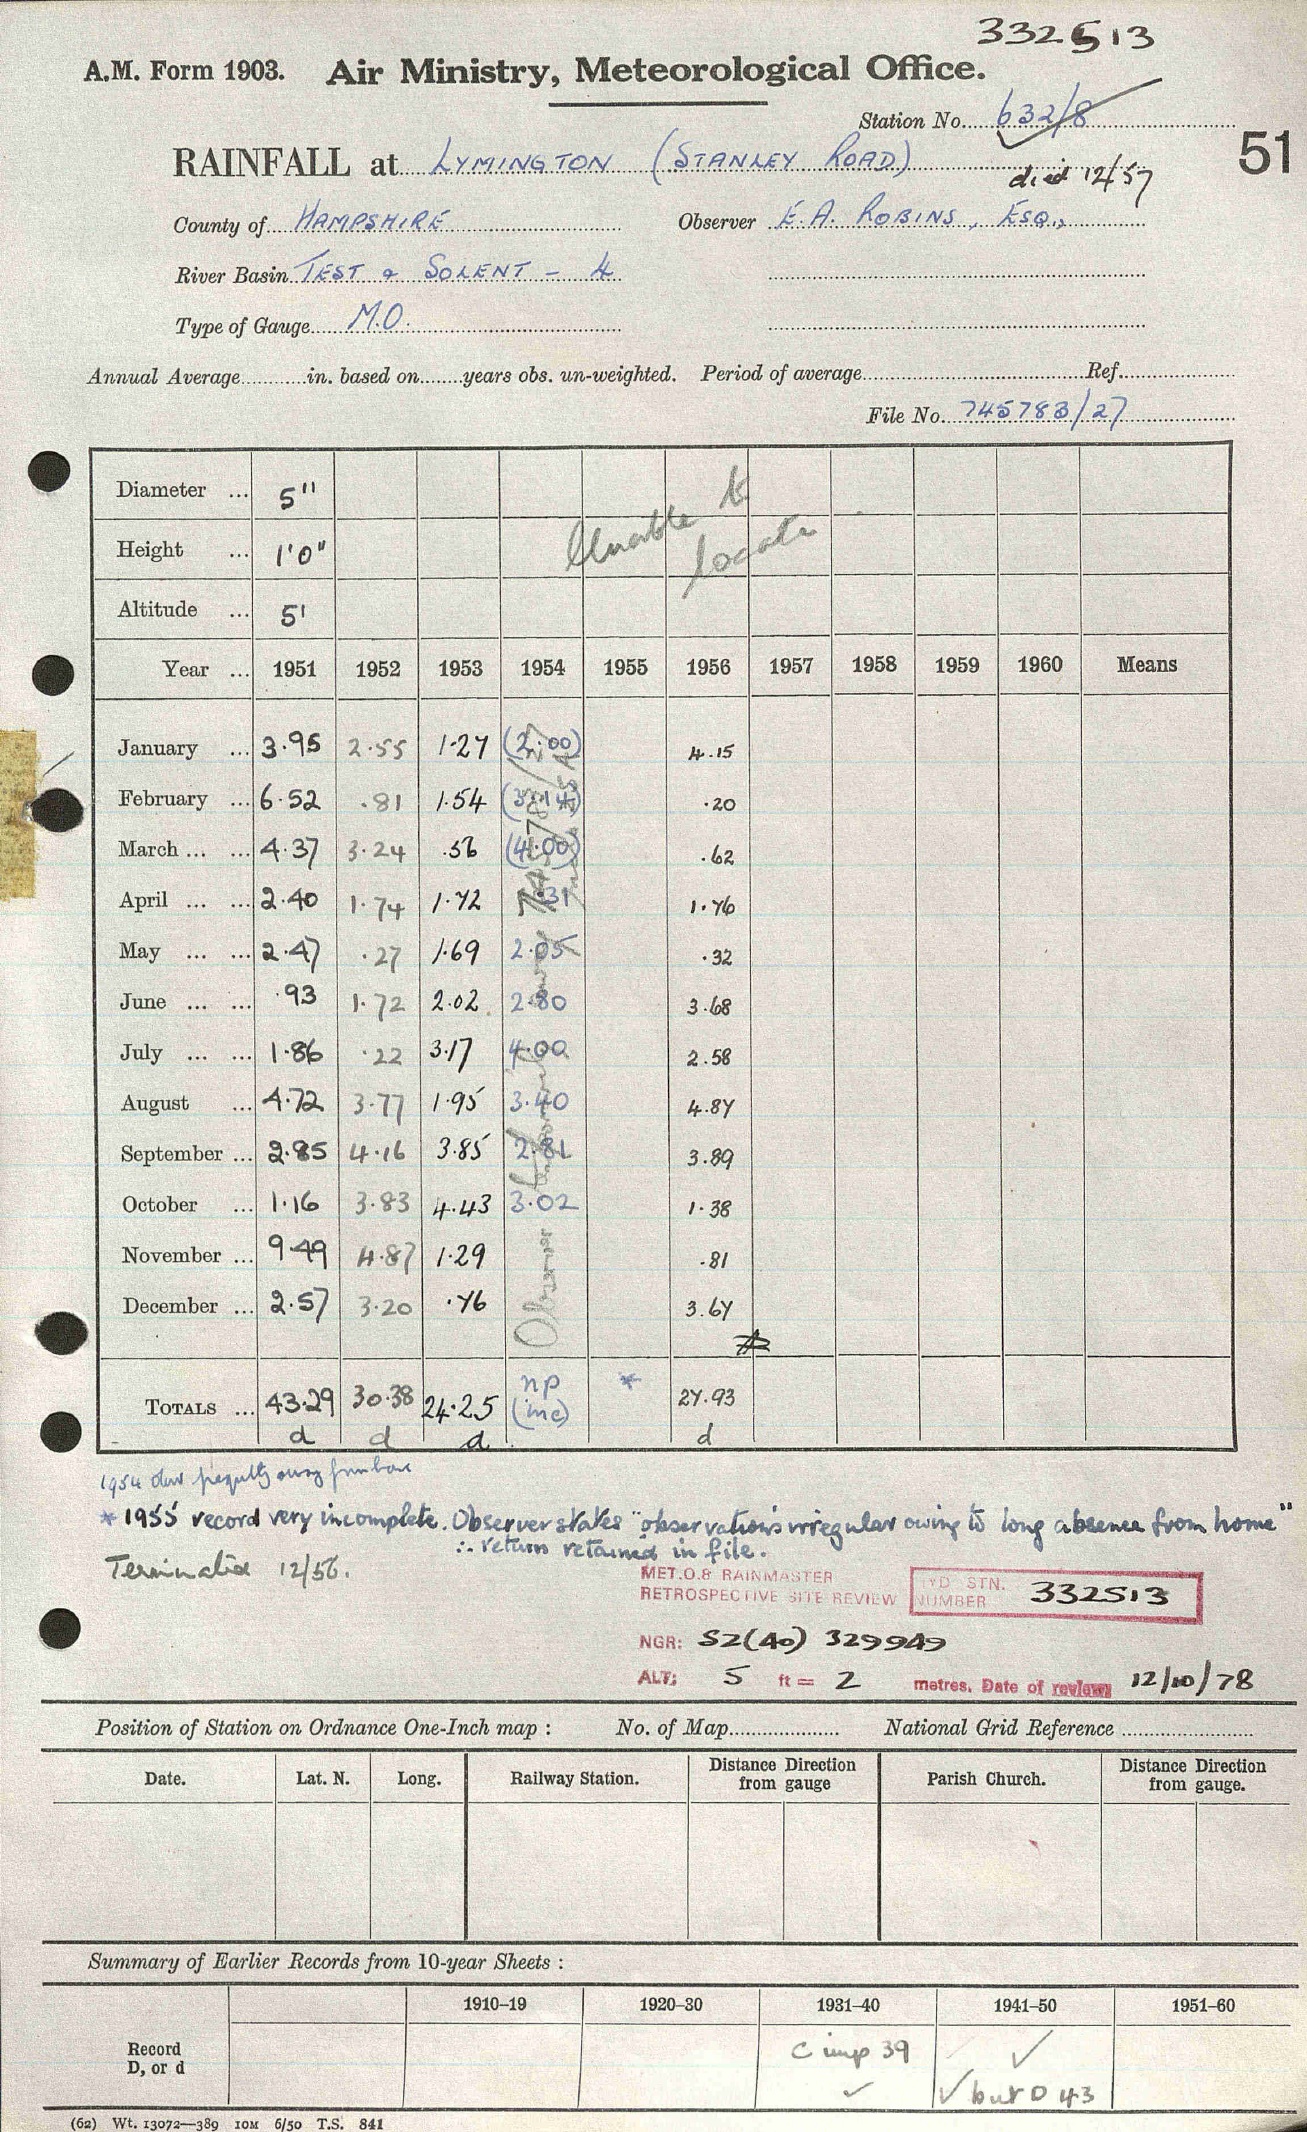 332513
A.M. Form 1903. Air Ministry, Meteorological Office.
Station No. 632/8
51
RAINFALL at LYMINGTON (STANLEY ROAD)
died 12/57
County of HAMPSHIRE Observer E.A. ROBINS, ESQ.,
River Basin TEST & SOLENT - 4
Type of Gauge M.O.
Annual Average in. based on years obs. un-weighted. Period of average Ref.
File No. 745783/27
Diameter ... 5"
Unable to locate
Height ... 1'0"
Altitude ... 5'
Year ... 1951 1952 1953 1954 1955 1956 1957 1958 1959 1960 Means
January ... 3.95 2.55 1.27 (2.00) 4.15
February ... 6.52 .81 1.54 (3.14) .20
March ... ... 4.37 3.24 .56 (4.00) .62
April ... ... 2.40 1.74 1.72 .31 1.76
May ... ... 2.47 .27 1.69 2.05 .32
June ... ... .93 1.72 2.02 2.80 3.68
July ... ... 1.86 .22 3.17 4.00 2.58
August ... 4.72 3.77 1.95 3.40 4.87
September ... 2.85 4.16 3.85 2.81 3.89
October ... 1.16 3.83 4.43 3.02 1.38
November ... 9.49 4.87 1.29 .81
December ... 2.57 3.20 .76 3.67
Observer 745783/27
TOTALS ... 43.29 30.38 24.25 np (inc) * 27.93
d d d d
1954 away from home
* 1955 record very incomplete. Observer states "observations irregular owing to long absence from home"
∴ return retained in file.
Terminated 12/56.
MET.O.8 RAINMASTER
RETROSPECTIVE SITE REVIEW
STN. NUMBER 332513
NGR: SZ(40) 329949
ALT: 5 ft = 2 metres. Date of review 12/10/78
Position of Station on Ordnance One-Inch map : No. of Map National Grid Reference
Date. Lat. N. Long. Railway Station. Distance Direction from gauge Parish Church. Distance Direction from gauge.
Summary of Earlier Records from 10-year Sheets :
1910–19 1920–30 1931–40 1941–50 1951–60
Record D, or d
C imp 39 ✓
✓ ✓ but D 43
(62) Wt. 13072—389 10M 6/50 T.S. 841